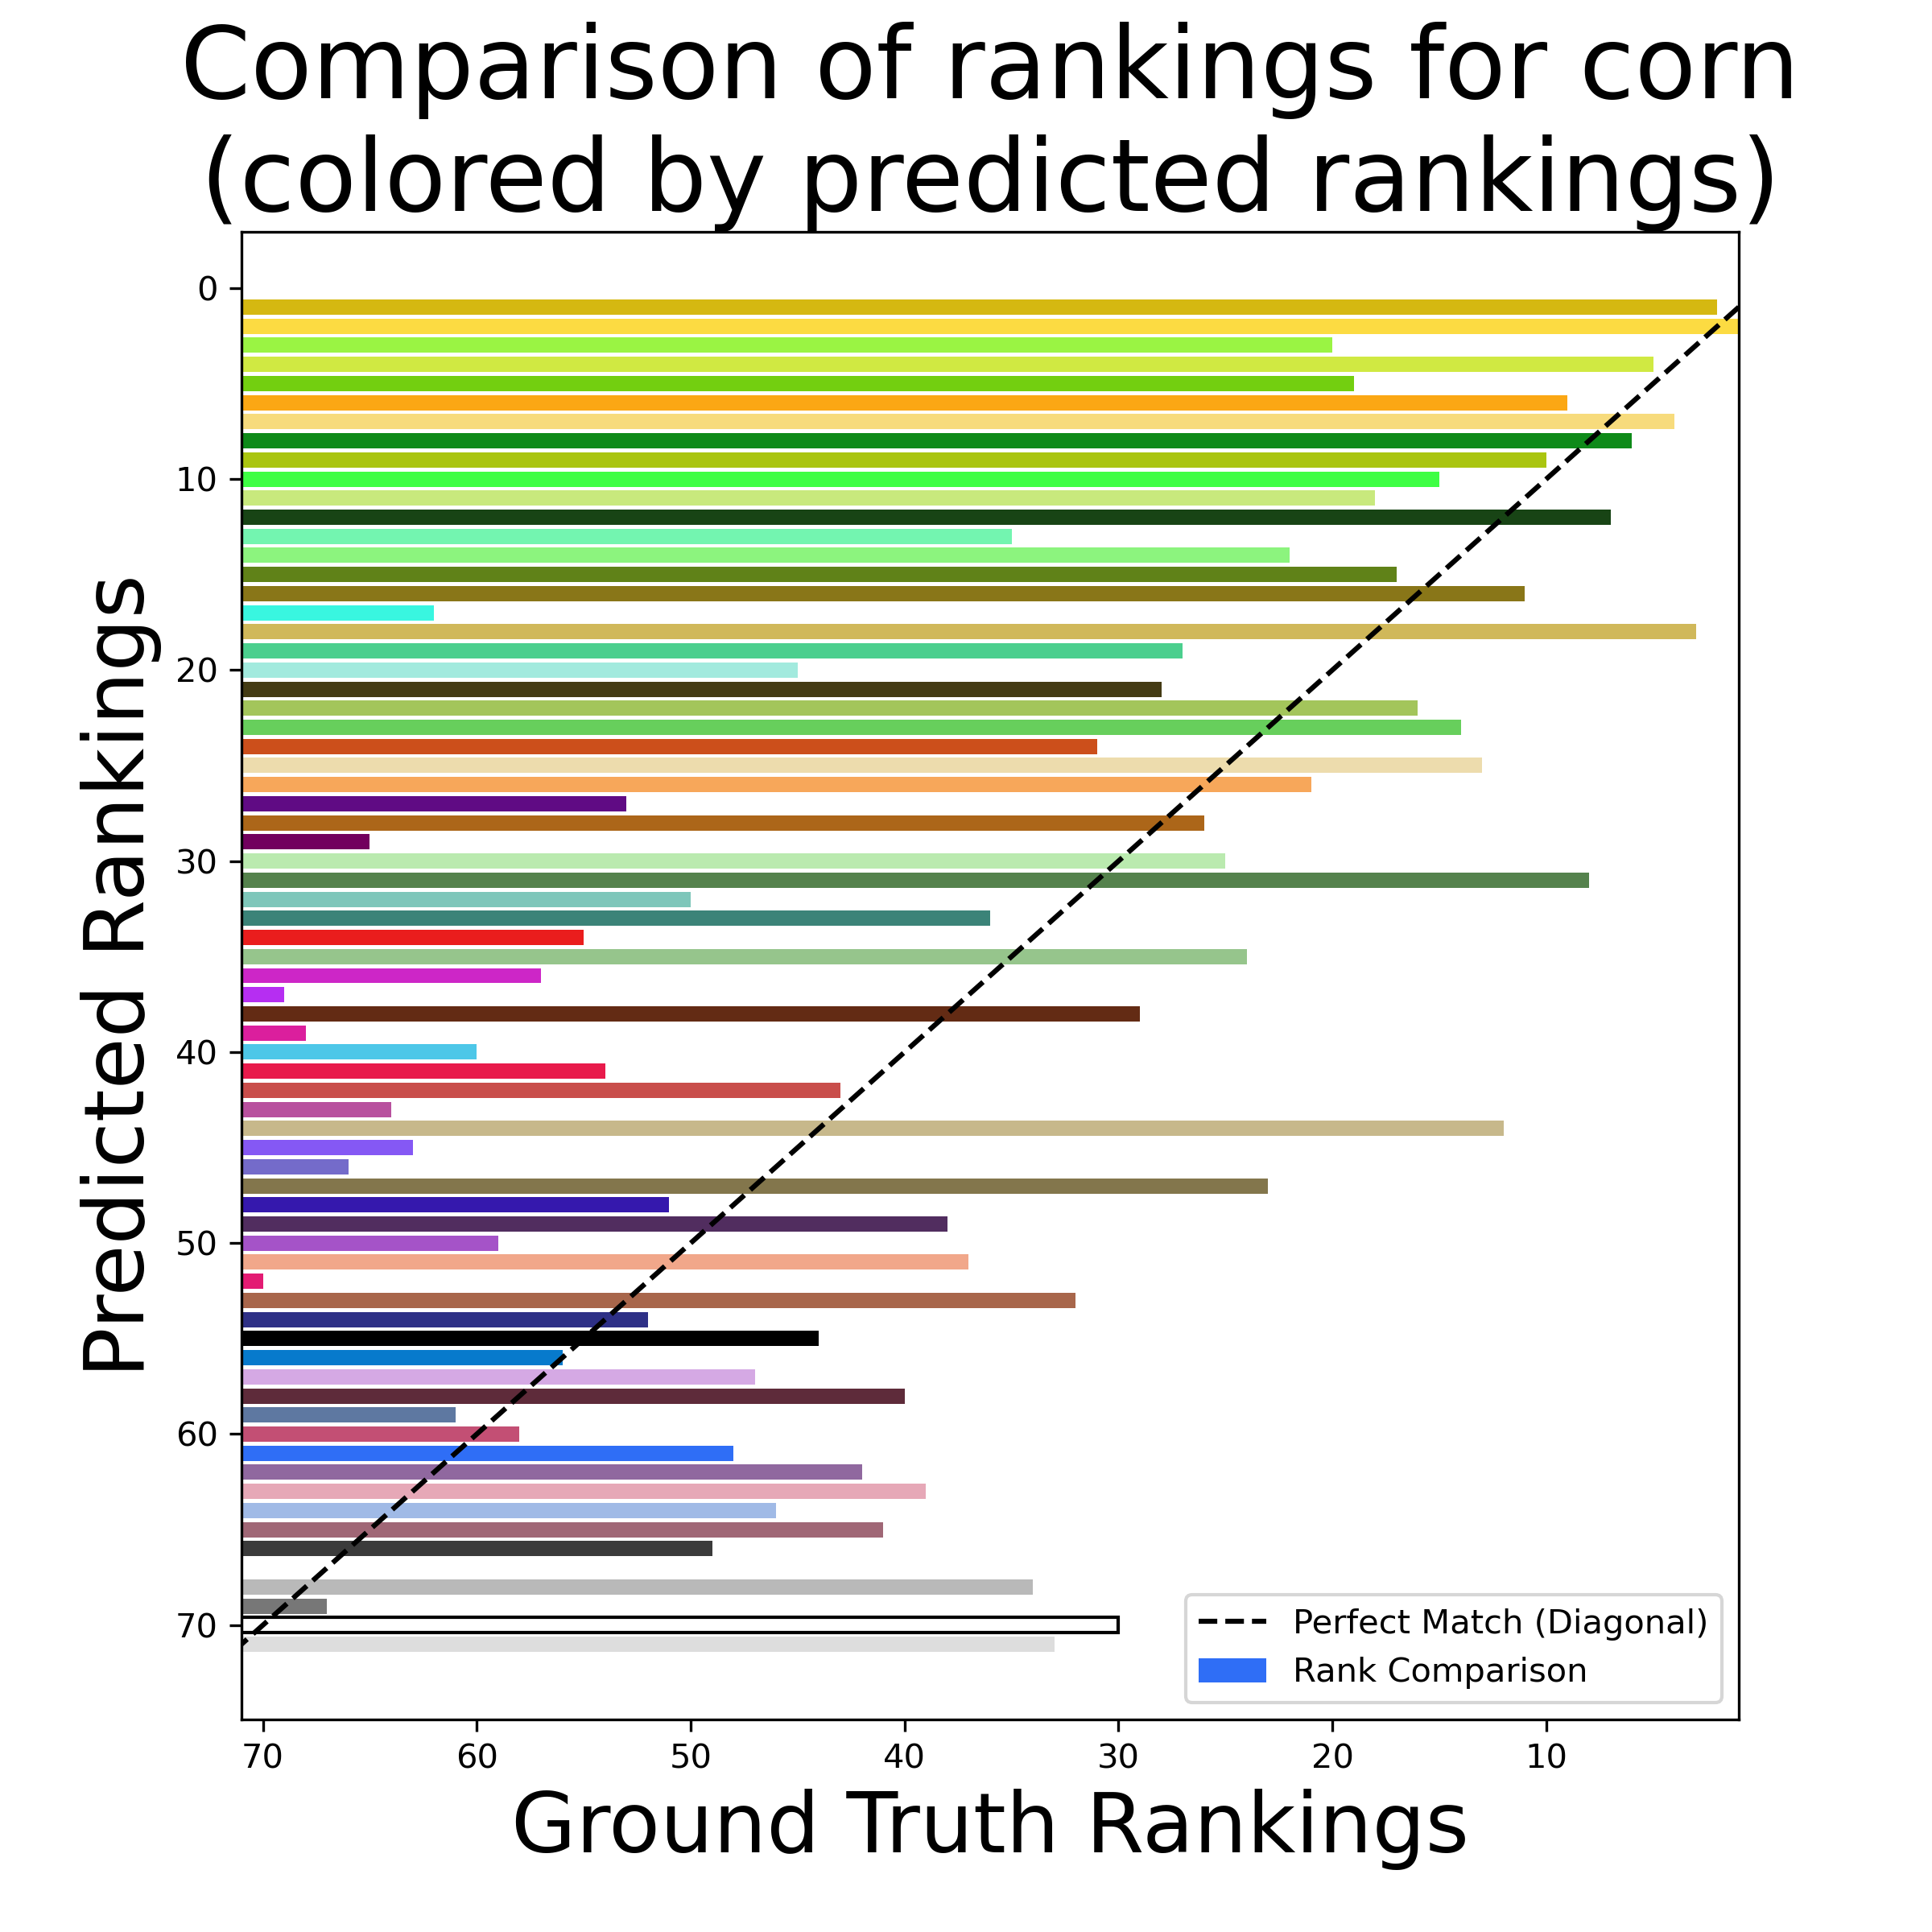 Comparison of rankings for corn
(colored by predicted rankings)
Predicted Rankings
0
10
20
30
40
50
60
70
Perfect Match (Diagonal)
Rank Comparison
70 60 50 40 30 20 10
Ground Truth Rankings